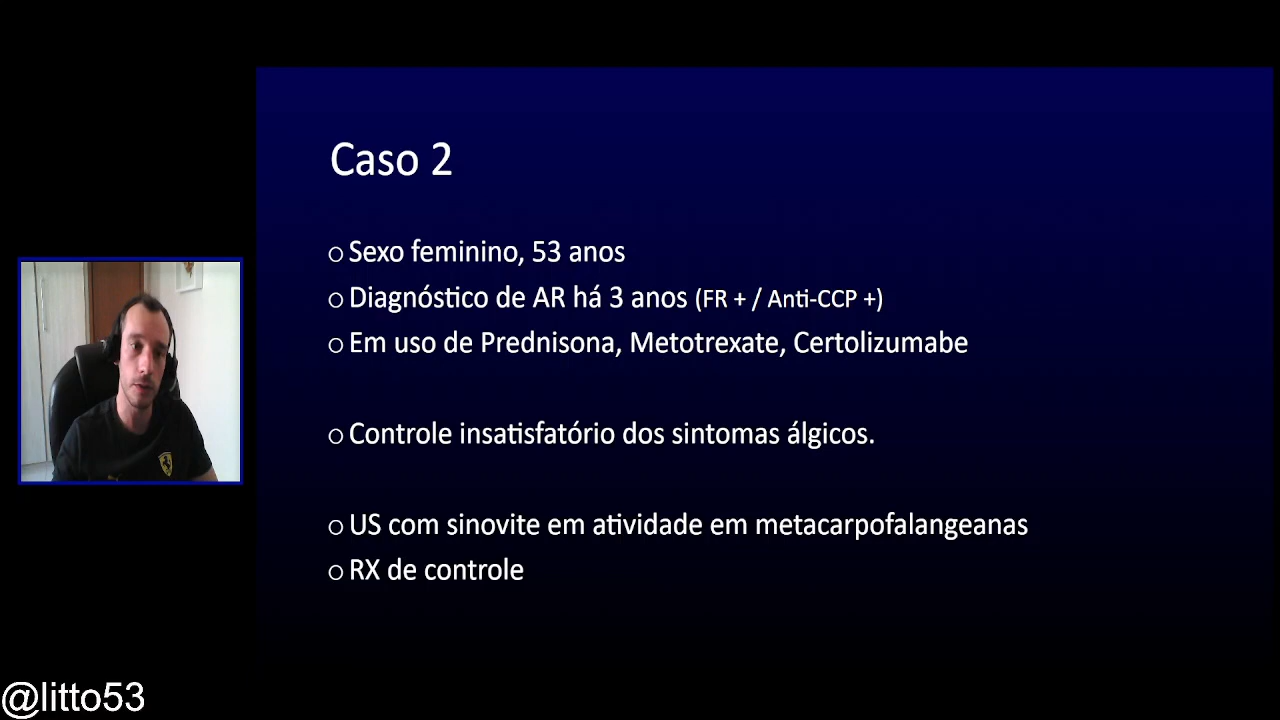 Caso 2
Sexo feminino, 53 anos
Diagnóstico de AR há 3 anos (FR + / Anti-CCP +)
Em uso de Prednisona, Metotrexate, Certolizumabe
Controle insatisfatório dos sintomas álgicos.
US com sinovite em atividade em metacarpofalangeanas
RX de controle
@litto53